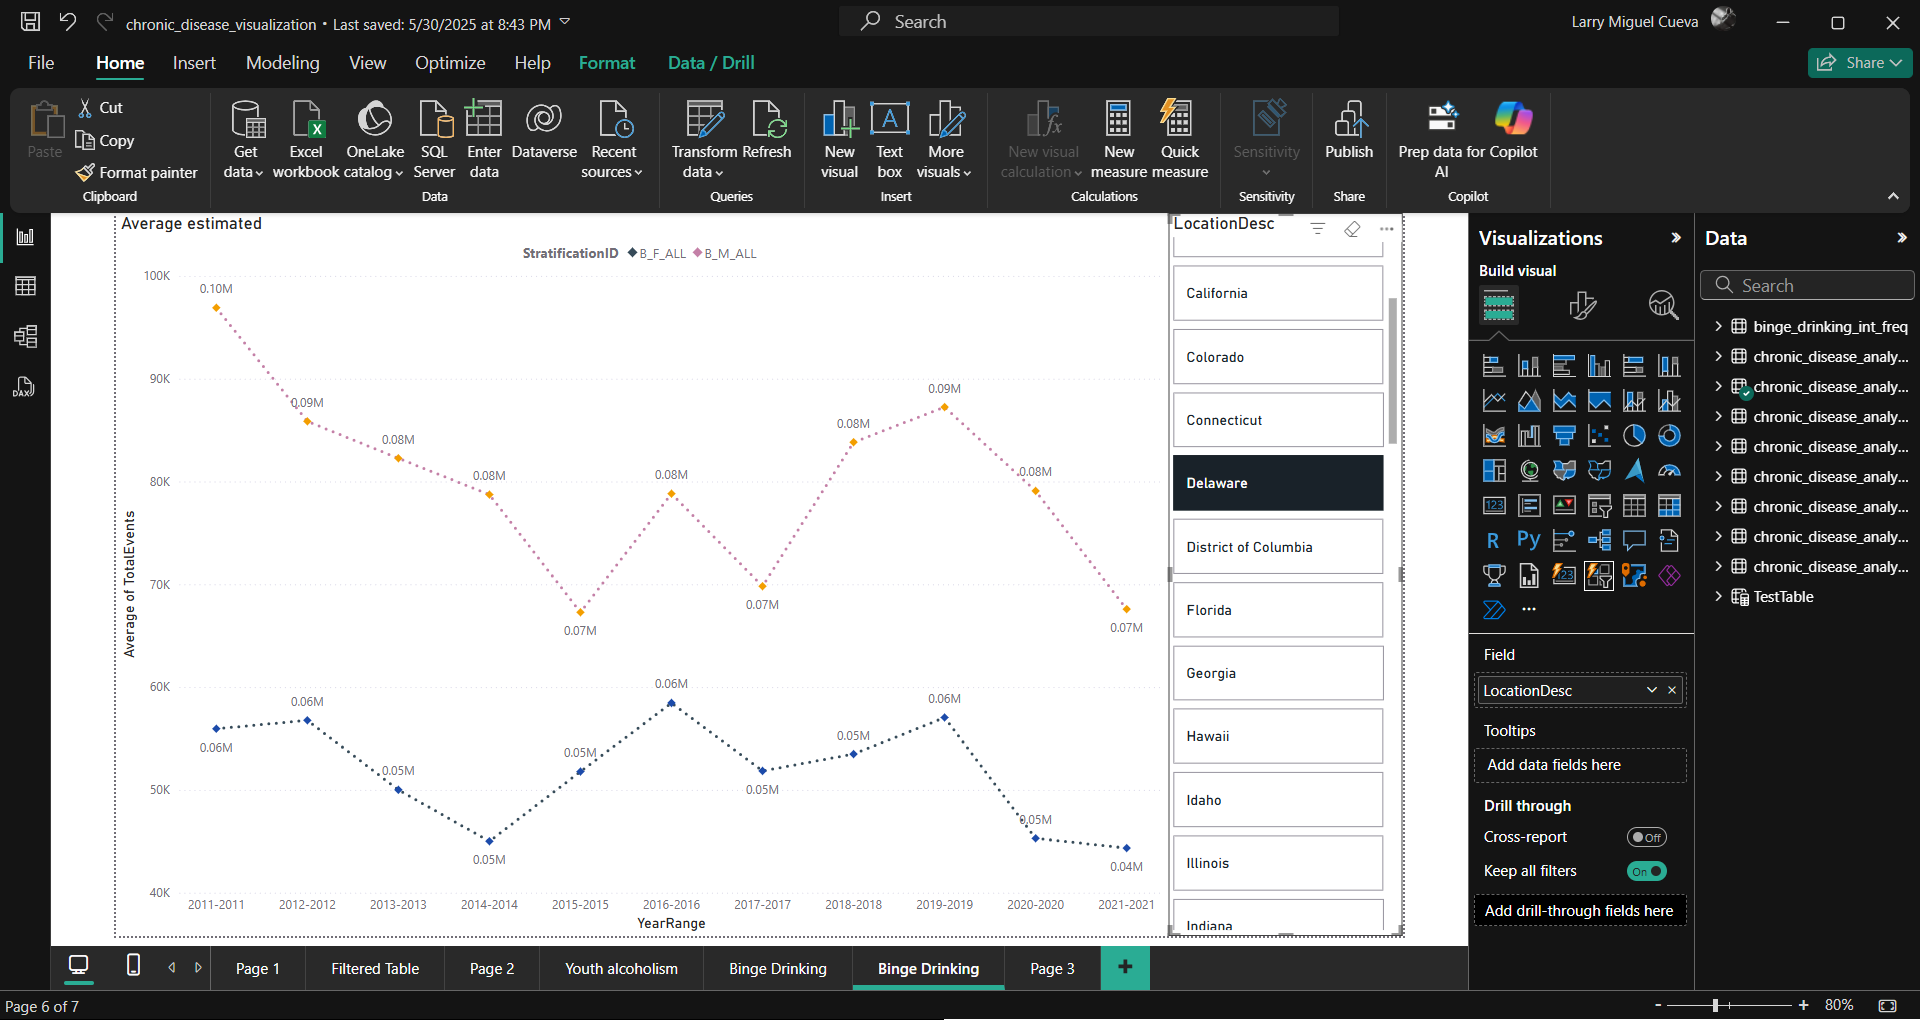 chronic_disease_visualization • Last saved: 5/30/2025 at 8:43 PM
Search
Larry Miguel Cueva
File Home Insert Modeling View Optimize Help Format Data / Drill
Share
Paste
Cut
Copy
Format painter
Clipboard
Get data
Excel workbook
OneLake catalog
SQL Server
Enter data
Dataverse
Recent sources
Data
Transform data
Refresh
Queries
New visual
Text box
More visuals
Insert
New visual calculation
New measure
Quick measure
Calculations
Sensitivity
Sensitivity
Publish
Share
Prep data for AI
Copilot
Copilot
DAX
Average estimated
StratificationID B_F_ALL B_M_ALL
100K
90K
80K
70K
60K
50K
40K
Average of TotalEvents
0.10M
0.09M
0.08M
0.08M
0.07M
0.08M
0.07M
0.08M
0.09M
0.08M
0.07M
0.06M
0.06M
0.05M
0.05M
0.05M
0.06M
0.05M
0.05M
0.06M
0.05M
0.04M
2011-2011 2012-2012 2013-2013 2014-2014 2015-2015 2016-2016 2017-2017 2018-2018 2019-2019 2020-2020 2021-2021
YearRange
LocationDesc
California
Colorado
Connecticut
Delaware
District of Columbia
Florida
Georgia
Hawaii
Idaho
Illinois
Indiana
Visualizations
Build visual
123
R
Py
123
Field
LocationDesc
Tooltips
Add data fields here
Drill through
Cross-report
Off
Keep all filters
On
Add drill-through fields here
Data
Search
binge_drinking_int_freq
chronic_disease_analy...
chronic_disease_analy...
chronic_disease_analy...
chronic_disease_analy...
chronic_disease_analy...
chronic_disease_analy...
chronic_disease_analy...
chronic_disease_analy...
TestTable
Page 1 Filtered Table Page 2 Youth alcoholism Binge Drinking Binge Drinking Page 3 +
Page 6 of 7
- + 80%